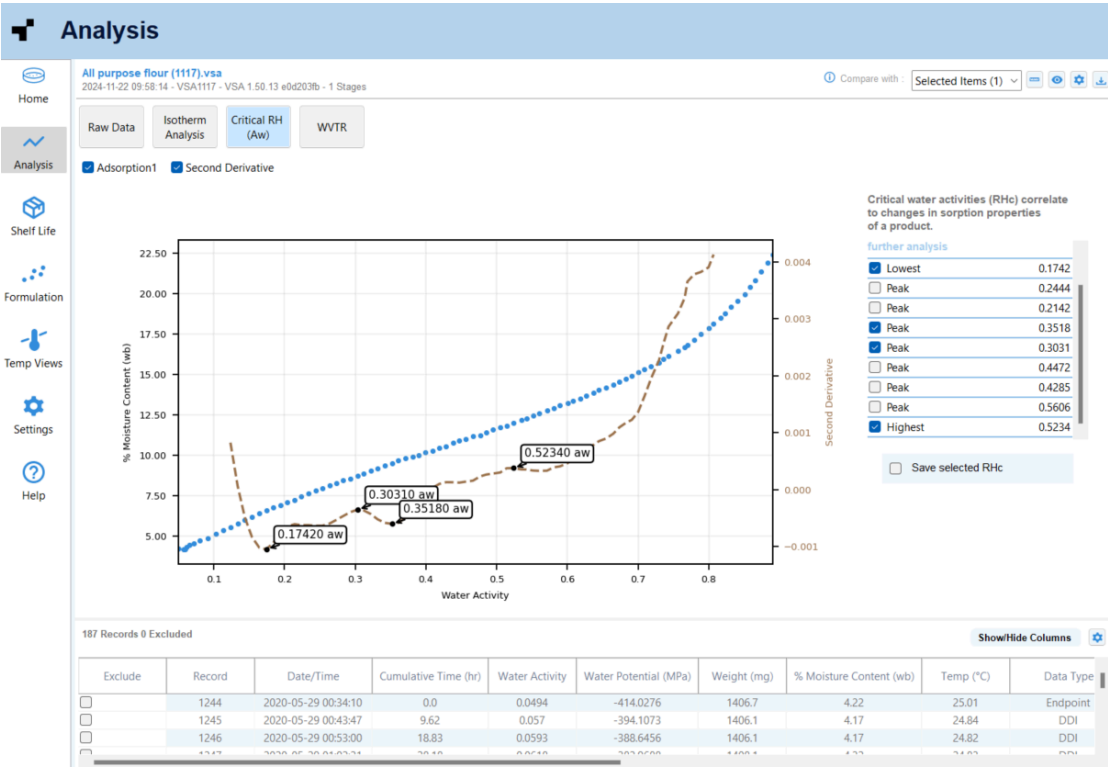 Analysis
Home
Analysis
Shelf Life
Formulation
Temp Views
Settings
Help
All purpose flour (1117).vsa
2024-11-22 09:58:14 - VSA1117 - VSA 1.50.13 e0d203fb - 1 Stages
Compare with :
Selected Items (1)
Raw Data
Isotherm
Analysis
Critical RH
(Aw)
WVTR
Adsorption1
Second Derivative
% Moisture Content (wb)
22.50
20.00
17.50
15.00
12.50
10.00
7.50
5.00
0.17420 aw
0.30310 aw
0.35180 aw
0.52340 aw
0.004
0.003
0.002
0.001
0.000
−0.001
Second Derivative
0.1 0.2 0.3 0.4 0.5 0.6 0.7 0.8
Water Activity
Critical water activities (RHc) correlate
to changes in sorption properties
of a product.
further analysis
Lowest 0.1742
Peak 0.2444
Peak 0.2142
Peak 0.3518
Peak 0.3031
Peak 0.4472
Peak 0.4285
Peak 0.5606
Highest 0.5234
Save selected RHc
187 Records 0 Excluded
Show/Hide Columns
Exclude Record Date/Time Cumulative Time (hr) Water Activity Water Potential (MPa) Weight (mg) % Moisture Content (wb) Temp (°C) Data Type
1244 2020-05-29 00:34:10 0.0 0.0494 -414.0276 1406.7 4.22 25.01 Endpoint
1245 2020-05-29 00:43:47 9.62 0.057 -394.1073 1406.1 4.17 24.84 DDI
1246 2020-05-29 00:53:00 18.83 0.0593 -388.6456 1406.1 4.17 24.82 DDI